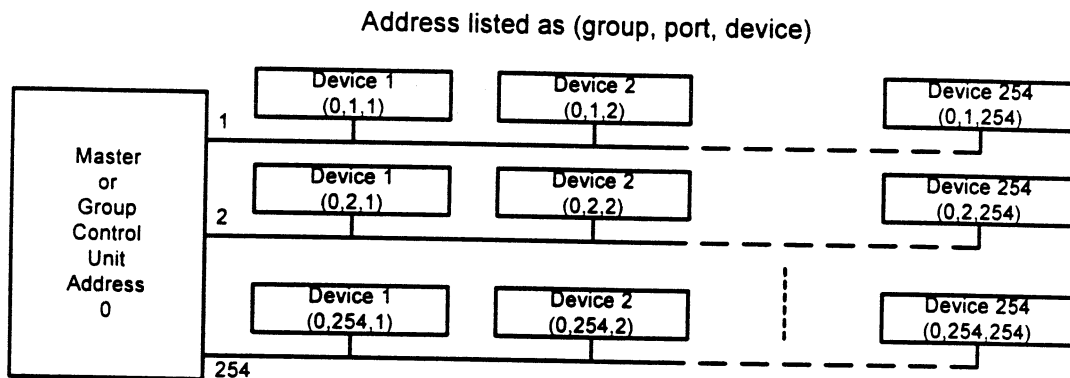 Address listed as (group, port, device)
Device 1
(0,1,1)
Device 2
(0,1,2)
Device 254
(0,1,254)
1
Master
or
Group
Control
Unit
Address
0
Device 1
(0,2,1)
Device 2
(0,2,2)
Device 254
(0,2,254)
2
Device 1
(0,254,1)
Device 2
(0,254,2)
Device 254
(0,254,254)
254